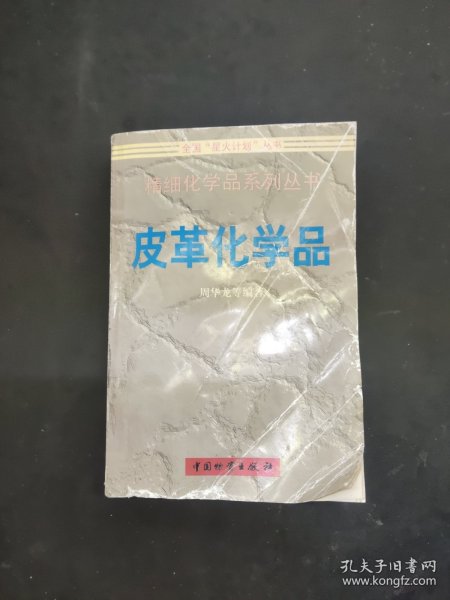 全国“星火计划”丛书
精细化学品系列丛书
皮革化学品
周华龙等编著
中国物资出版社
孔夫子旧书网
www.kongfz.com